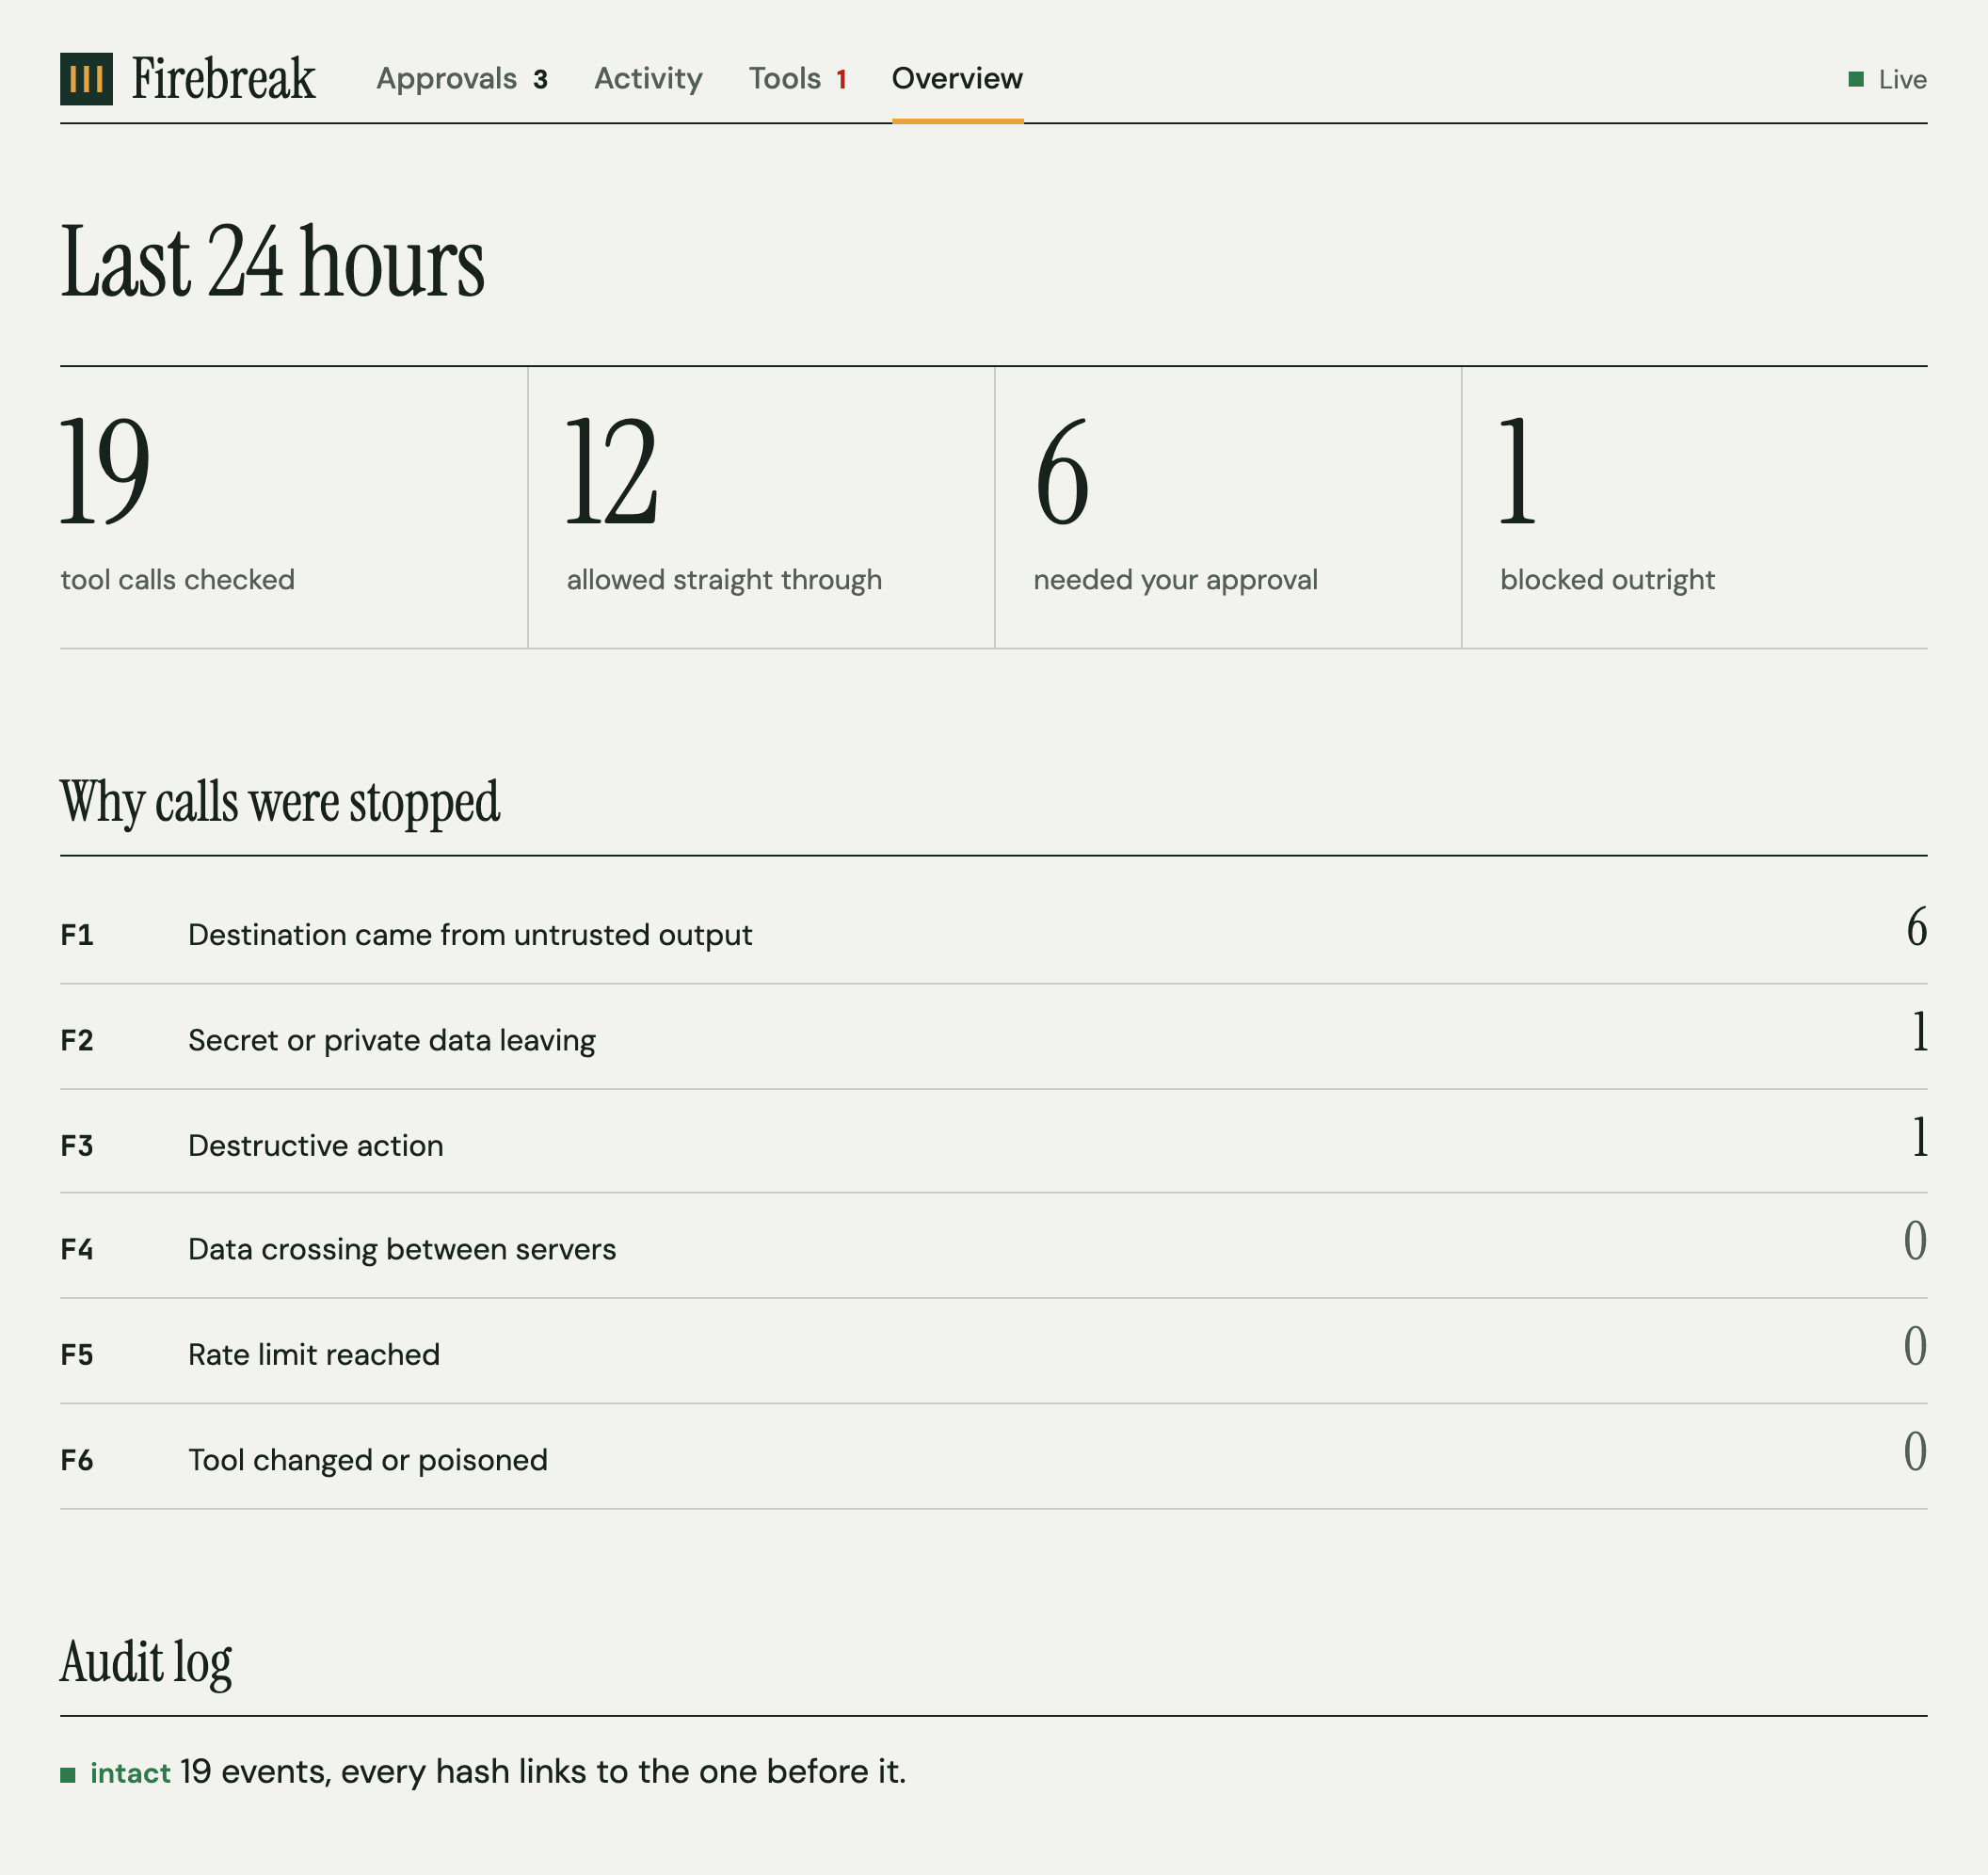 Firebreak Approvals 3 Activity Tools 1 Overview Live
Last 24 hours
19 12 6 1
tool calls checked allowed straight through needed your approval blocked outright
Why calls were stopped
F1 Destination came from untrusted output 6
F2 Secret or private data leaving 1
F3 Destructive action 1
F4 Data crossing between servers 0
F5 Rate limit reached 0
F6 Tool changed or poisoned 0
Audit log
intact 19 events, every hash links to the one before it.